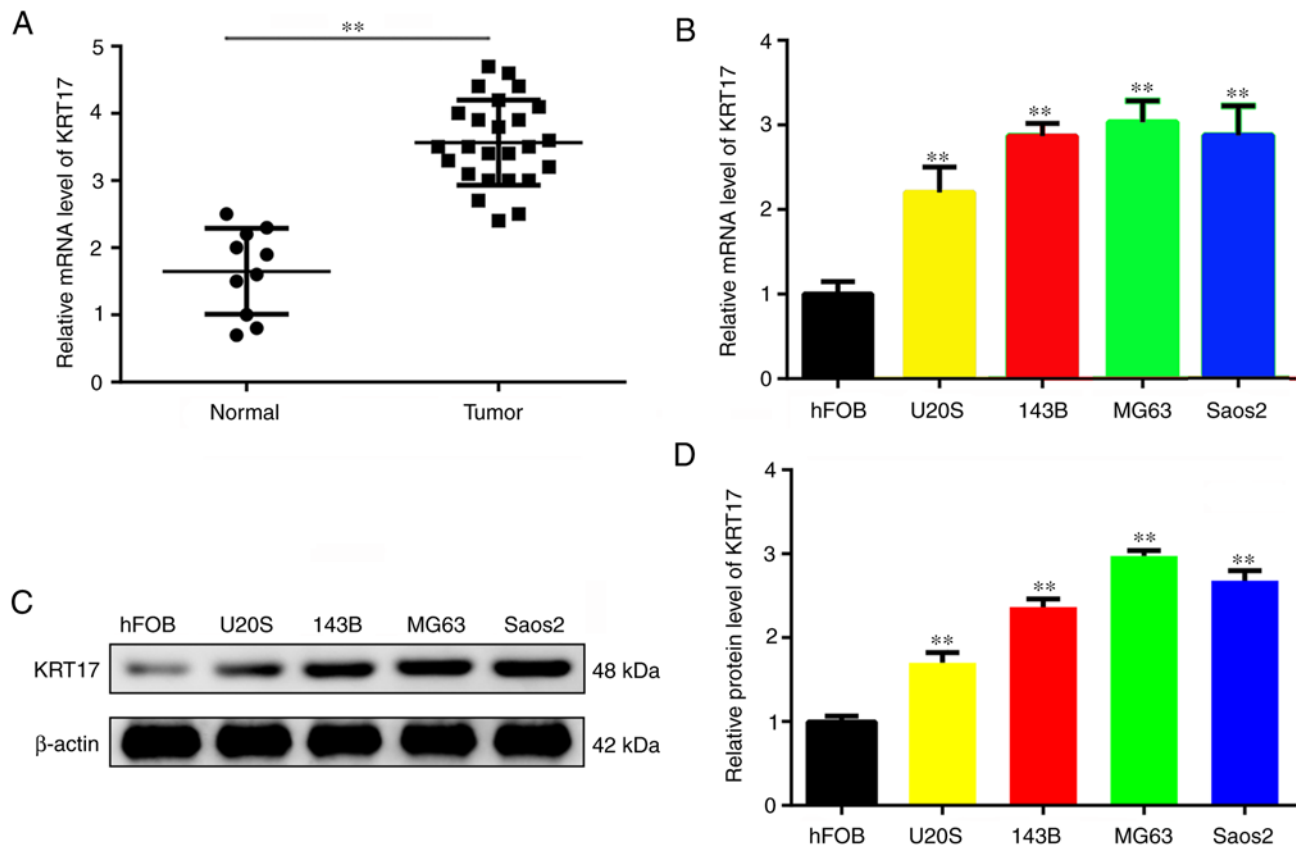 A
**
Relative mRNA level of KRT17
5
4
3
2
1
0
Normal
Tumor
B
Relative mRNA level of KRT17
4
3
2
1
0
**
**
**
**
hFOB
U20S
143B
MG63
Saos2
C
hFOB
U20S
143B
MG63
Saos2
KRT17
48 kDa
β-actin
42 kDa
D
Relative protein level of KRT17
4
3
2
1
0
**
**
**
**
hFOB
U20S
143B
MG63
Saos2